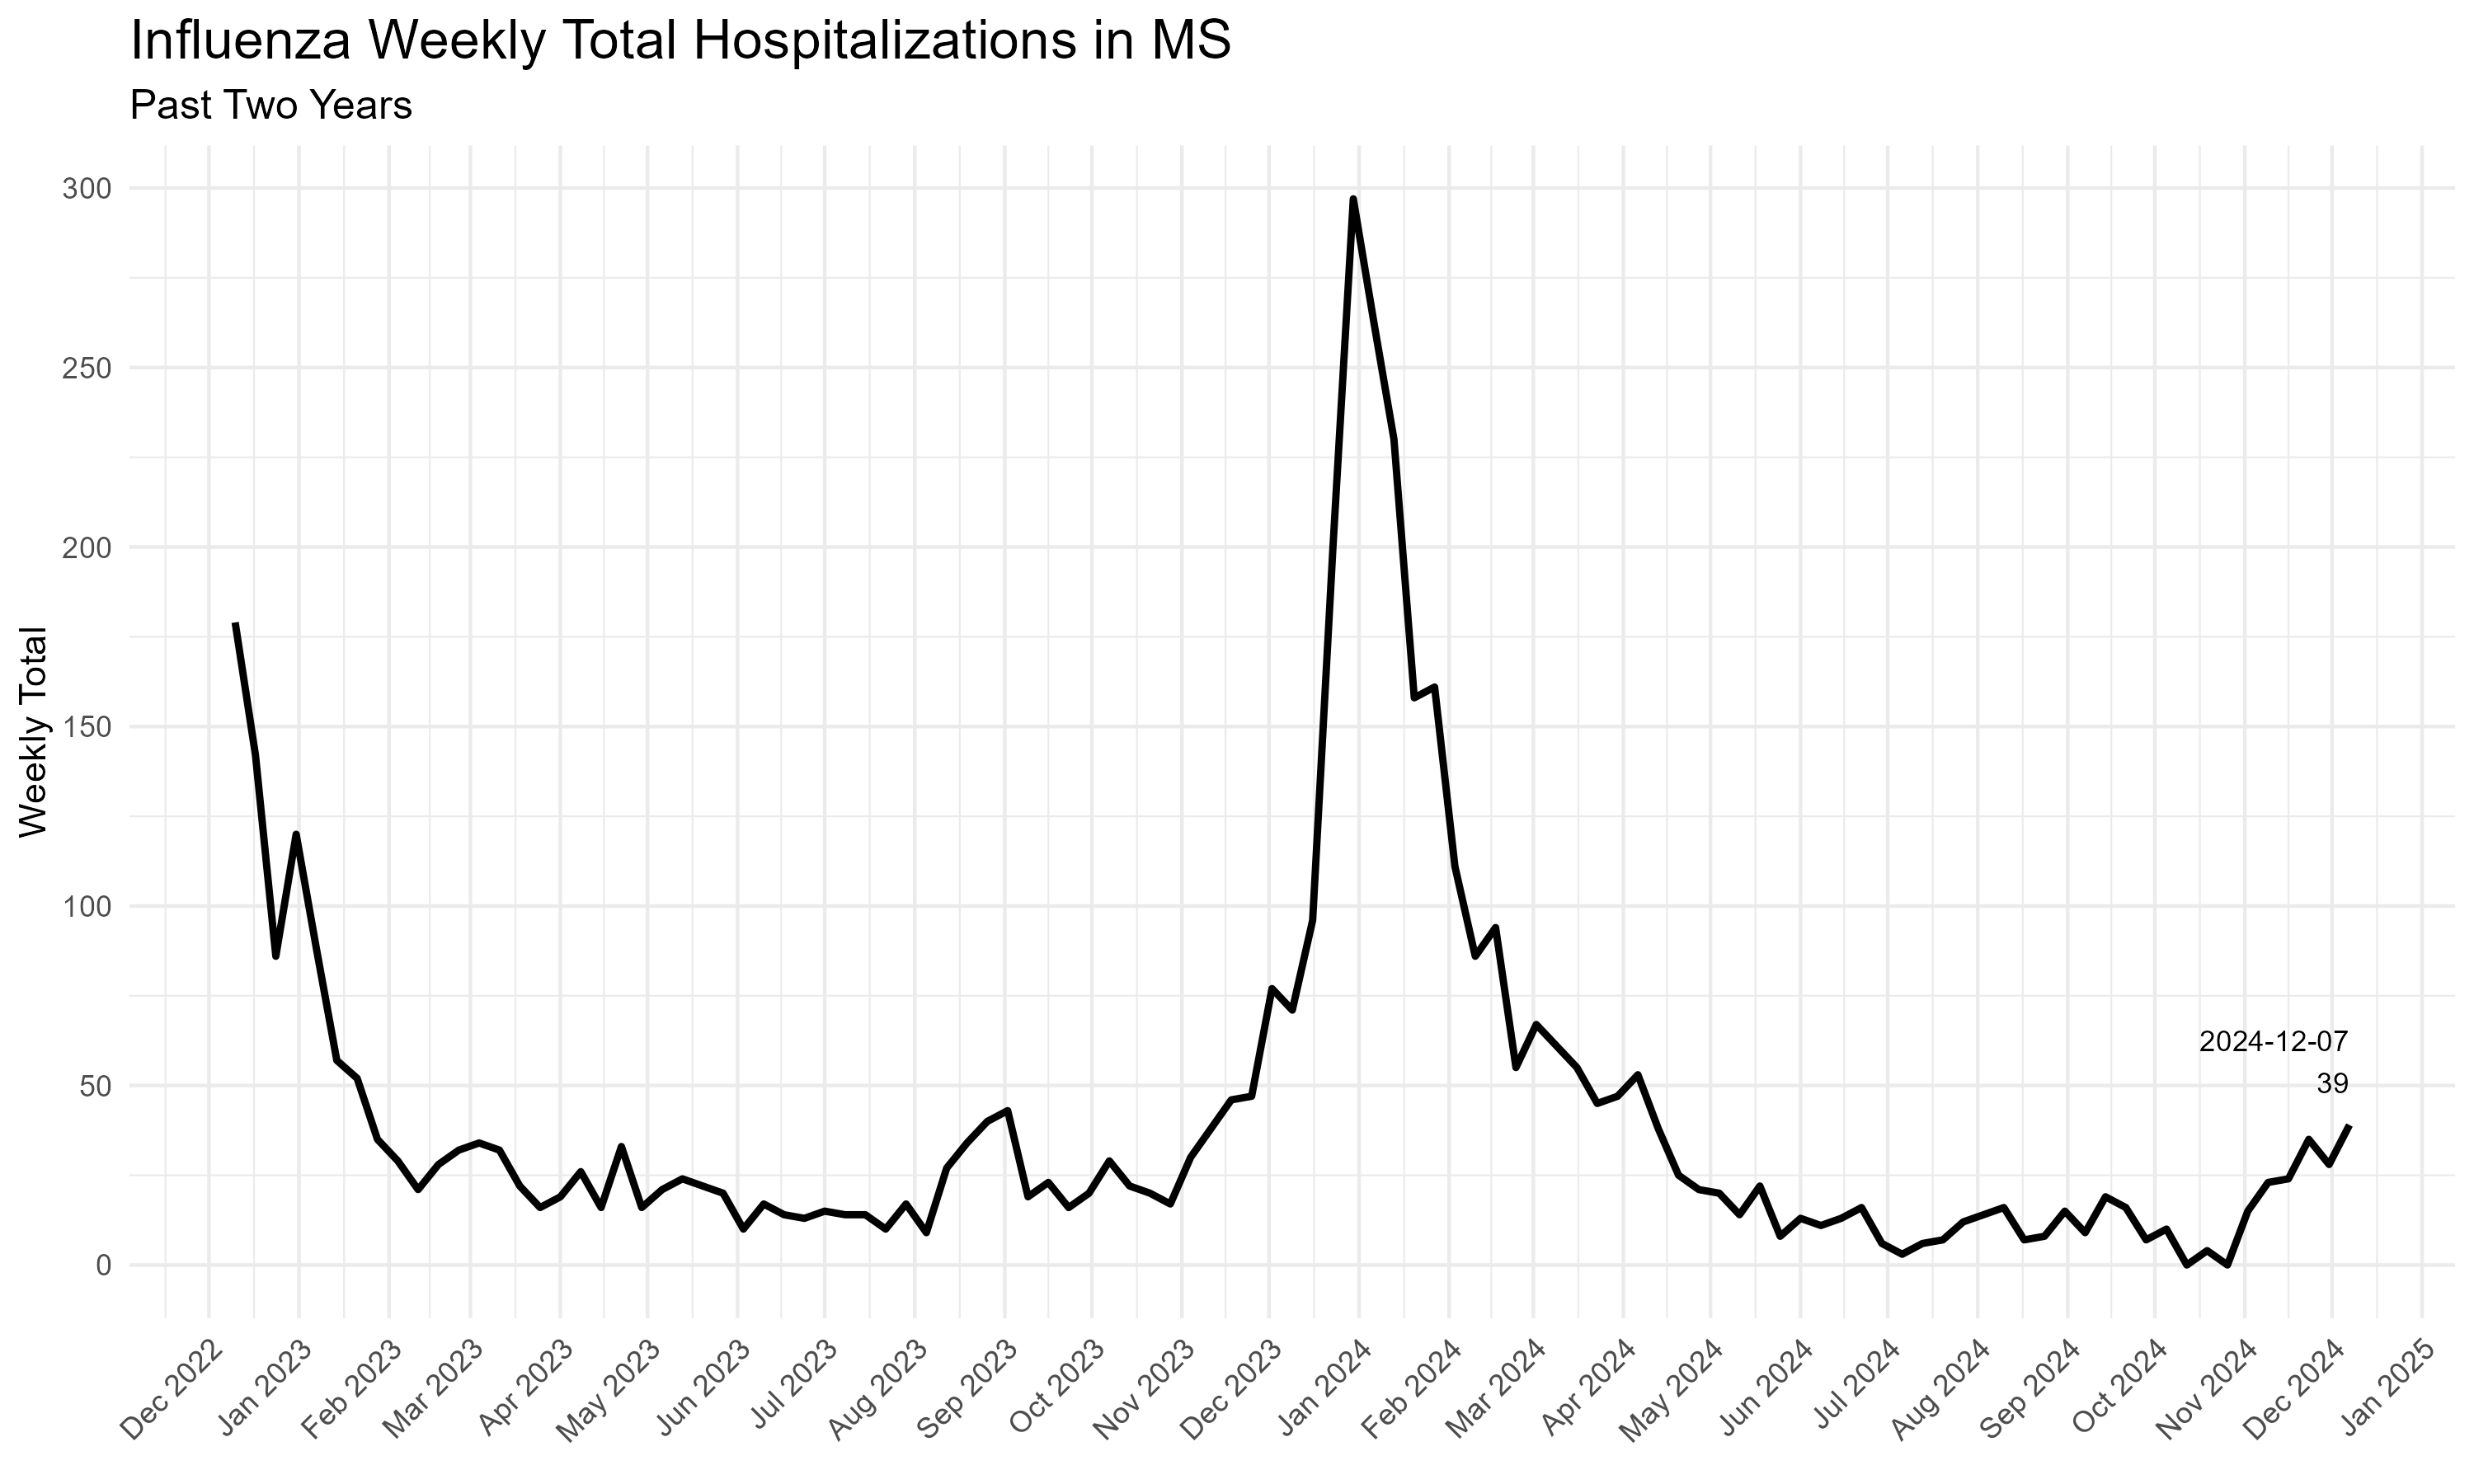 Influenza Weekly Total Hospitalizations in MS
Past Two Years
Weekly Total
300
250
200
150
100
50
0
2024-12-07
39
Dec 2022
Jan 2023
Feb 2023
Mar 2023
Apr 2023
May 2023
Jun 2023
Jul 2023
Aug 2023
Sep 2023
Oct 2023
Nov 2023
Dec 2023
Jan 2024
Feb 2024
Mar 2024
Apr 2024
May 2024
Jun 2024
Jul 2024
Aug 2024
Sep 2024
Oct 2024
Nov 2024
Dec 2024
Jan 2025